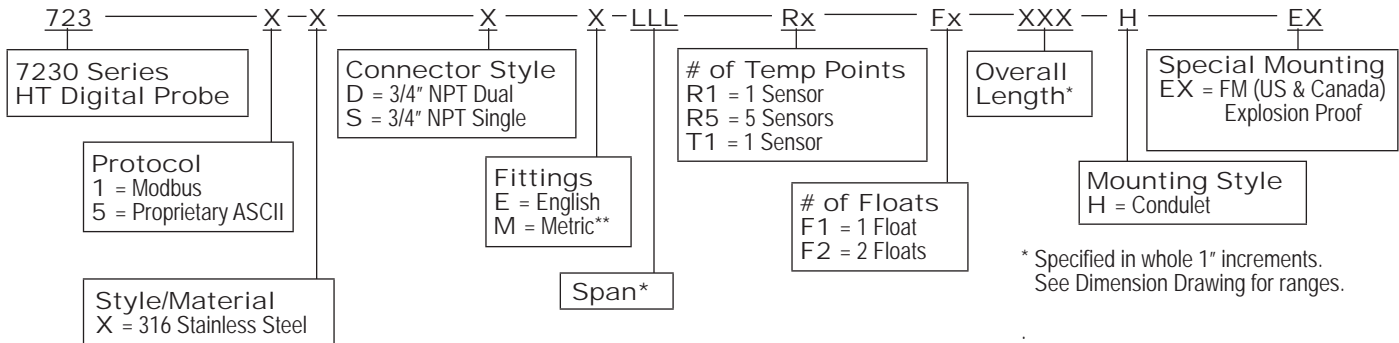 723 X – X X X – LLL Rx Fx XXX – H EX
7230 Series
HT Digital Probe
Protocol
1 = Modbus
5 = Proprietary ASCII
Style/Material
X = 316 Stainless Steel
Connector Style
D = 3/4" NPT Dual
S = 3/4" NPT Single
Fittings
E = English
M = Metric**
Span*
# of Temp Points
R1 = 1 Sensor
R5 = 5 Sensors
T1 = 1 Sensor
# of Floats
F1 = 1 Float
F2 = 2 Floats
Overall
Length*
Mounting Style
H = Condulet
Special Mounting
EX = FM (US & Canada)
Explosion Proof
* Specified in whole 1" increments.
See Dimension Drawing for ranges.